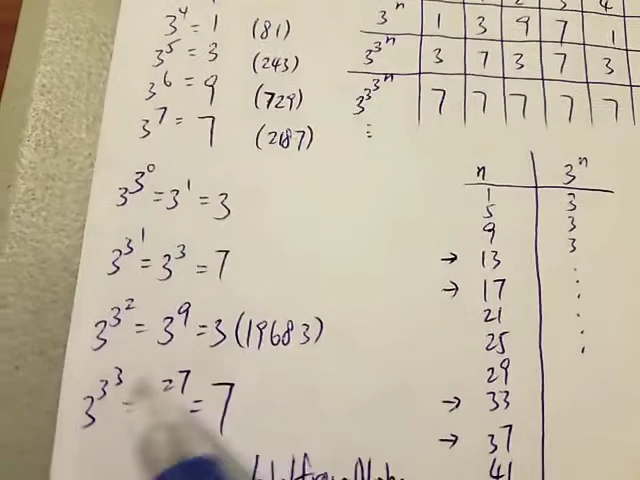 3^4 = 1 (81)
3^5 = 3 (243)
3^6 = 9 (729)
3^7 = 7 (2187)
3^n 1 3 9 7 1
3^3^n 3 7 3 7 3
3^3^3^n 7 7 7 7 7
⋮
3^3^0 = 3^1 = 3
3^3^1 = 3^3 = 7
3^3^2 = 3^9 = 3 (19683)
3^3^3 = 27 = 7
n 3^n
1 3
5 3
9 3
→ 13
→ 17
21
25
29
→ 33
→ 37
41